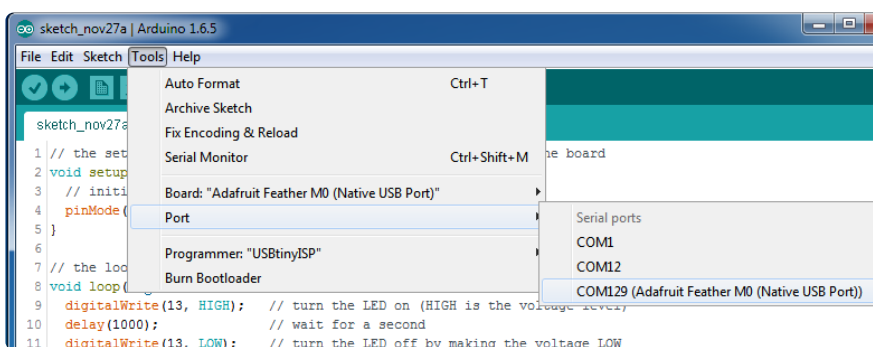 sketch_nov27a | Arduino 1.6.5
File Edit Sketch Tools Help
Auto Format Ctrl+T
Archive Sketch
Fix Encoding & Reload
Serial Monitor Ctrl+Shift+M
Board: "Adafruit Feather M0 (Native USB Port)"
Port
Programmer: "USBtinyISP"
Burn Bootloader
Serial ports
COM1
COM12
COM129 (Adafruit Feather M0 (Native USB Port))
sketch_nov27a
1 // the set he board
2 void setup
3 // initi
4 pinMode(
5 }
6
7 // the loo
8 void loop(
9 digitalWrite(13, HIGH); // turn the LED on (HIGH is the voltage level)
10 delay(1000); // wait for a second
11 digitalWrite(13, LOW); // turn the LED off by making the voltage LOW